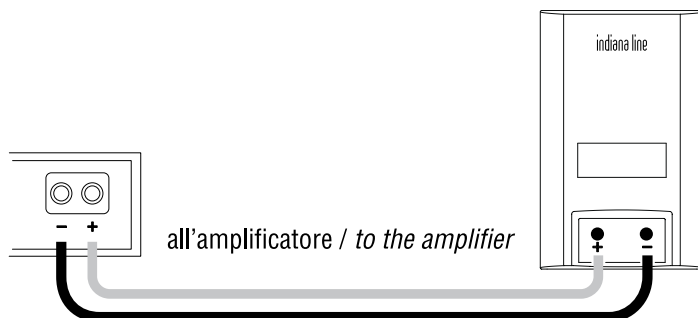 indiana line
− +
all'amplificatore / to the amplifier
+ −